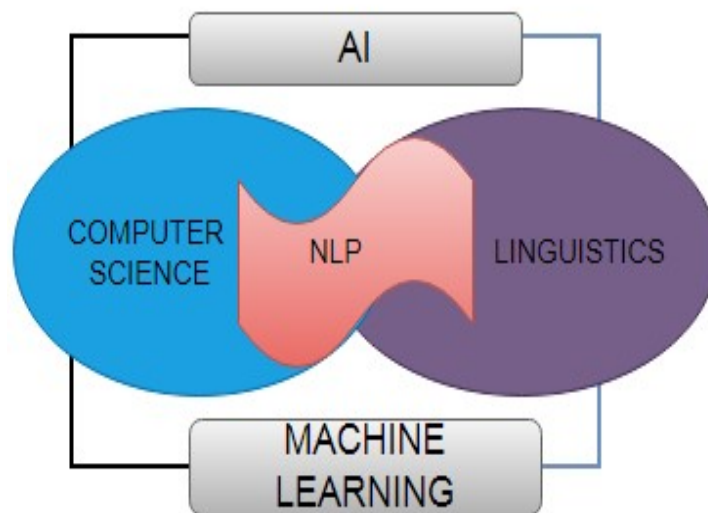 AI
COMPUTER
SCIENCE
NLP
LINGUISTICS
MACHINE
LEARNING